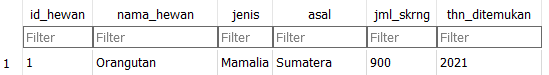 id_hewan nama_hewan jenis asal jml_skrng thn_ditemukan
Filter Filter Filter Filter Filter Filter
1 1 Orangutan Mamalia Sumatera 900 2021